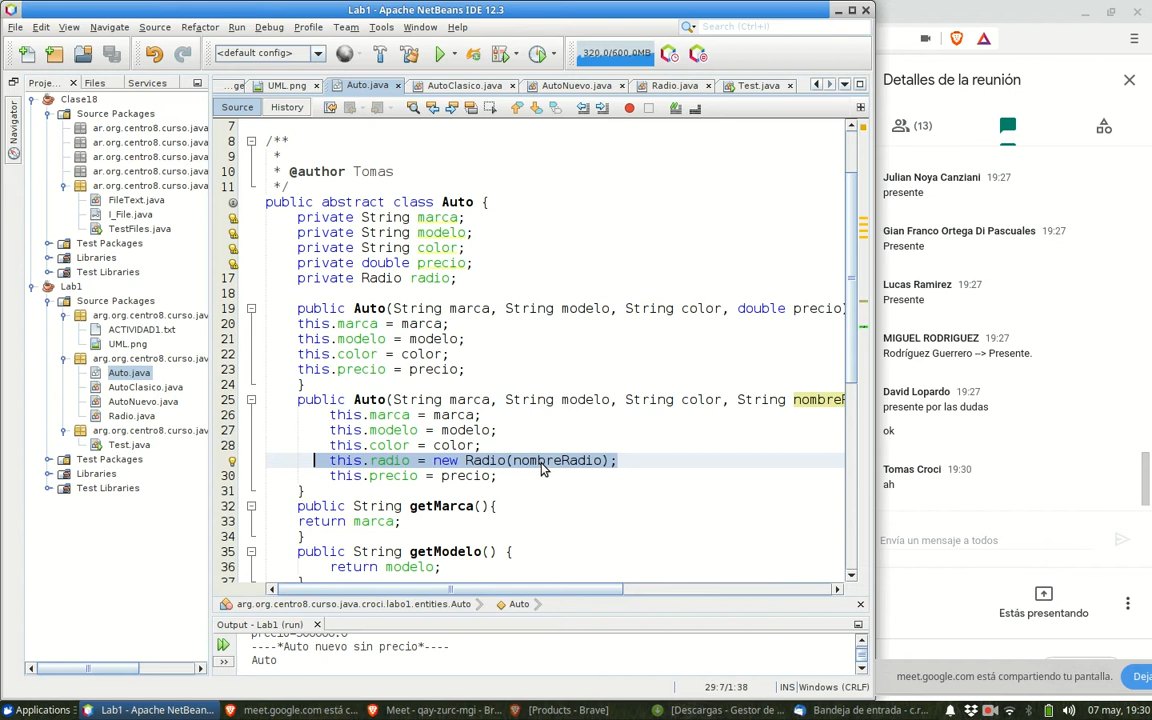 Lab1 - Apache NetBeans IDE 12.3
File Edit View Navigate Source Refactor Run Debug Profile Team Tools Window Help
Search (Ctrl+I)
<default config>
320,0/600,0MB
Proje... Files Services
...ge UML.png Auto.java AutoClasico.java AutoNuevo.java Radio.java Test.java
Source History
Navigator
Clase18
Source Packages
ar.org.centro8.curso.java
ar.org.centro8.curso.java
ar.org.centro8.curso.java
ar.org.centro8.curso.java
ar.org.centro8.curso.java
FileText.java
I_File.java
TestFiles.java
Test Packages
Libraries
Test Libraries
Lab1
Source Packages
arg.org.centro8.curso.java
ACTIVIDAD1.txt
UML.png
arg.org.centro8.curso.java
Auto.java
AutoClasico.java
AutoNuevo.java
Radio.java
arg.org.centro8.curso.java
Test.java
Test Packages
Libraries
Test Libraries
7
8 /**
9 *
10 * @author Tomas
11 */
public abstract class Auto {
private String marca;
private String modelo;
private String color;
private double precio;
17 private Radio radio;
18
19 public Auto(String marca, String modelo, String color, double precio)
20 this.marca = marca;
21 this.modelo = modelo;
22 this.color = color;
23 this.precio = precio;
24 }
25 public Auto(String marca, String modelo, String color, String nombreR
26 this.marca = marca;
27 this.modelo = modelo;
28 this.color = color;
this.radio = new Radio(nombreRadio);
30 this.precio = precio;
31 }
32 public String getMarca(){
33 return marca;
34 }
35 public String getModelo() {
36 return modelo;
37 }
arg.org.centro8.curso.java.croci.labo1.entities.Auto Auto
Output - Lab1 (run)
precio=300000.0
----*Auto nuevo sin precio*----
Auto
29:7/1:38 INS Windows (CRLF)
Detalles de la reunión
(13)
Julian Noya Canziani 19:27
presente
Gian Franco Ortega Di Pascuales 19:27
Presente
Lucas Ramirez 19:27
Presente
MIGUEL RODRIGUEZ 19:27
Rodríguez Guerrero --> Presente.
David Lopardo 19:27
presente por las dudas
ok
Tomas Croci 19:30
ah
Envía un mensaje a todos
Estás presentando
meet.google.com está compartiendo tu pantalla. Deja
Applications Lab1 - Apache NetBeans ID... meet.google.com está c... Meet - qay-zurc-mgi - Br... [Products - Brave] [Descargas - Gestor de ... Bandeja de entrada - c.r... 07 may, 19:30